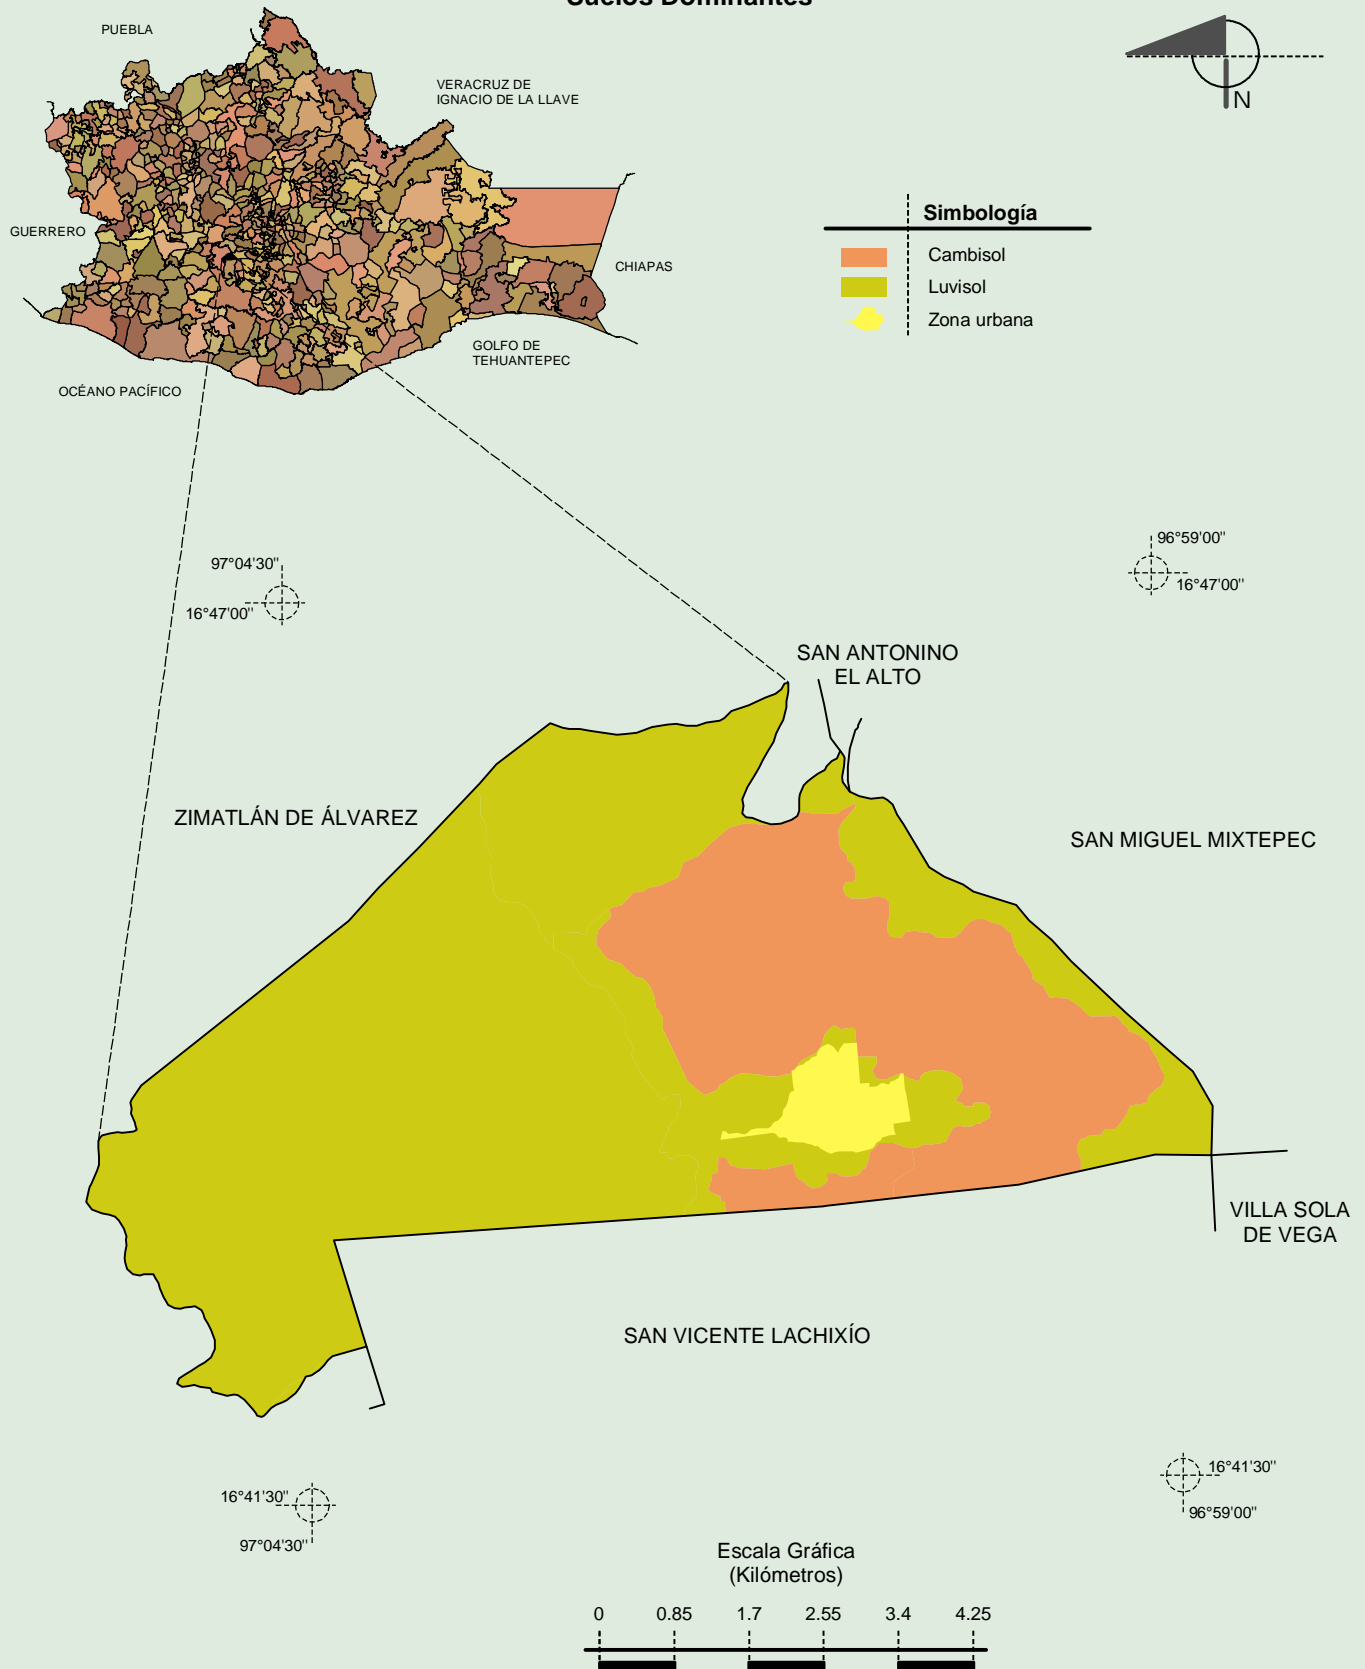 Suelos Dominantes
PUEBLA
VERACRUZ DE
IGNACIO DE LA LLAVE
GUERRERO
CHIAPAS
GOLFO DE
TEHUANTEPEC
OCÉANO PACÍFICO
N
Simbología
Cambisol
Luvisol
Zona urbana
97°04'30"
16°47'00"
96°59'00"
16°47'00"
SAN ANTONINO
EL ALTO
ZIMATLÁN DE ÁLVAREZ
SAN MIGUEL MIXTEPEC
VILLA SOLA
DE VEGA
SAN VICENTE LACHIXÍO
16°41'30"
97°04'30"
16°41'30"
96°59'00"
Escala Gráfica
(Kilómetros)
0 0.85 1.7 2.55 3.4 4.25